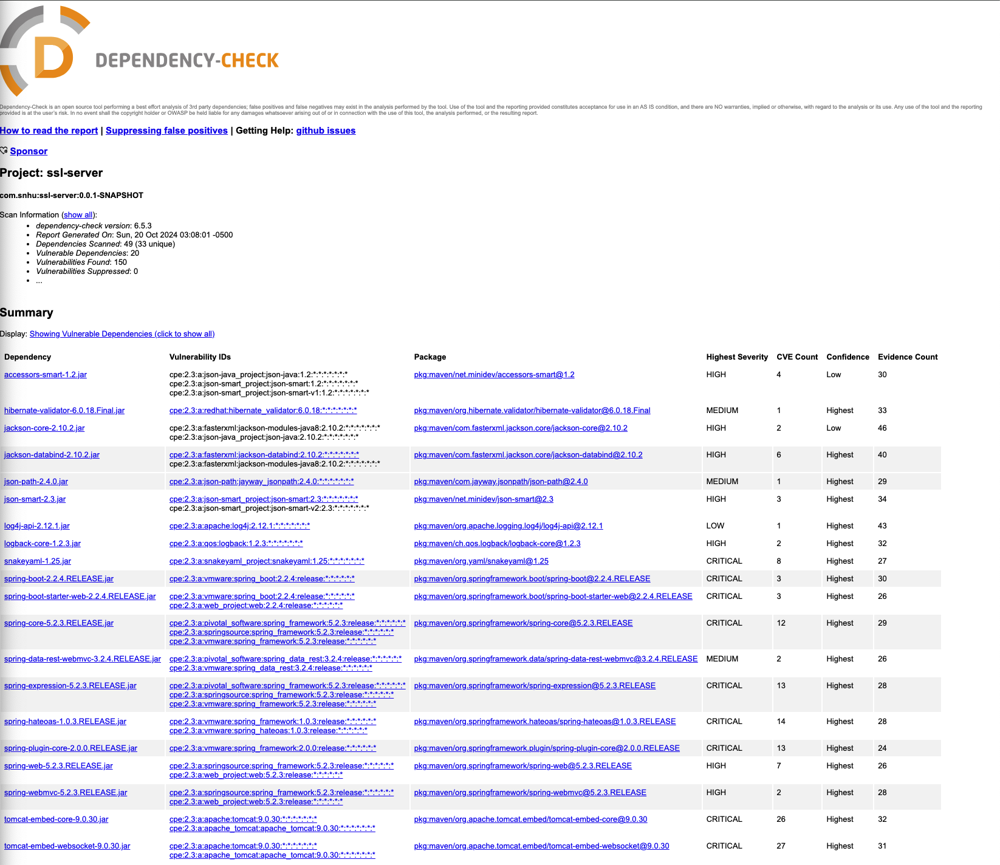 D
DEPENDENCY-CHECK
Dependency-Check is an open source tool performing a best effort analysis of 3rd party dependencies; false positives and false negatives may exist in the analysis performed by the tool. Use of the tool and the reporting provided constitutes acceptance for use in an AS IS condition, and there are NO warranties, implied or otherwise, with regard to the analysis or its use. Any use of the tool and the reporting
provided is at the user's risk. In no event shall the copyright holder or OWASP be held liable for any damages whatsoever arising out of or in connection with the use of this tool, the analysis performed, or the resulting report.
How to read the report | Suppressing false positives | Getting Help: github issues
Sponsor
Project: ssl-server
com.snhu:ssl-server:0.0.1-SNAPSHOT
Scan Information (show all):
• dependency-check version: 6.5.3
• Report Generated On: Sun, 20 Oct 2024 03:08:01 -0500
• Dependencies Scanned: 49 (33 unique)
• Vulnerable Dependencies: 20
• Vulnerabilities Found: 150
• Vulnerabilities Suppressed: 0
• ...
Summary
Display: Showing Vulnerable Dependencies (click to show all)
Dependency Vulnerability IDs Package Highest Severity CVE Count Confidence Evidence Count
accessors-smart-1.2.jar cpe:2.3:a:json-java_project:json-java:1.2:*:*:*:*:*:*:* pkg:maven/net.minidev/accessors-smart@1.2 HIGH 4 Low 30
cpe:2.3:a:json-smart_project:json-smart:1.2:*:*:*:*:*:*:*
cpe:2.3:a:json-smart_project:json-smart-v1:1.2:*:*:*:*:*:*:*
hibernate-validator-6.0.18.Final.jar cpe:2.3:a:redhat:hibernate_validator:6.0.18:*:*:*:*:*:*:* pkg:maven/org.hibernate.validator/hibernate-validator@6.0.18.Final MEDIUM 1 Highest 33
jackson-core-2.10.2.jar cpe:2.3:a:fasterxml:jackson-modules-java8:2.10.2:*:*:*:*:*:*:* pkg:maven/com.fasterxml.jackson.core/jackson-core@2.10.2 HIGH 2 Low 46
cpe:2.3:a:json-java_project:json-java:2.10.2:*:*:*:*:*:*:*
jackson-databind-2.10.2.jar cpe:2.3:a:fasterxml:jackson-databind:2.10.2:*:*:*:*:*:*:* pkg:maven/com.fasterxml.jackson.core/jackson-databind@2.10.2 HIGH 6 Highest 40
cpe:2.3:a:fasterxml:jackson-modules-java8:2.10.2:*:*:*:*:*:*:*
json-path-2.4.0.jar cpe:2.3:a:json-path:jayway_jsonpath:2.4.0:*:*:*:*:*:*:* pkg:maven/com.jayway.jsonpath/json-path@2.4.0 MEDIUM 1 Highest 29
json-smart-2.3.jar cpe:2.3:a:json-smart_project:json-smart:2.3:*:*:*:*:*:*:* pkg:maven/net.minidev/json-smart@2.3 HIGH 3 Highest 34
cpe:2.3:a:json-smart_project:json-smart-v2:2.3:*:*:*:*:*:*:*
log4j-api-2.12.1.jar cpe:2.3:a:apache:log4j:2.12.1:*:*:*:*:*:*:* pkg:maven/org.apache.logging.log4j/log4j-api@2.12.1 LOW 1 Highest 43
logback-core-1.2.3.jar cpe:2.3:a:qos:logback:1.2.3:*:*:*:*:*:*:* pkg:maven/ch.qos.logback/logback-core@1.2.3 HIGH 2 Highest 32
snakeyaml-1.25.jar cpe:2.3:a:snakeyaml_project:snakeyaml:1.25:*:*:*:*:*:*:* pkg:maven/org.yaml/snakeyaml@1.25 CRITICAL 8 Highest 27
spring-boot-2.2.4.RELEASE.jar cpe:2.3:a:vmware:spring_boot:2.2.4:release:*:*:*:*:*:* pkg:maven/org.springframework.boot/spring-boot@2.2.4.RELEASE CRITICAL 3 Highest 30
spring-boot-starter-web-2.2.4.RELEASE.jar cpe:2.3:a:vmware:spring_boot:2.2.4:release:*:*:*:*:*:* pkg:maven/org.springframework.boot/spring-boot-starter-web@2.2.4.RELEASE CRITICAL 3 Highest 26
cpe:2.3:a:web_project:web:2.2.4:release:*:*:*:*:*:*
spring-core-5.2.3.RELEASE.jar cpe:2.3:a:pivotal_software:spring_framework:5.2.3:release:*:*:*:*:*:* pkg:maven/org.springframework/spring-core@5.2.3.RELEASE CRITICAL 12 Highest 29
cpe:2.3:a:springsource:spring_framework:5.2.3:release:*:*:*:*:*:*
cpe:2.3:a:vmware:spring_framework:5.2.3:release:*:*:*:*:*:*
spring-data-rest-webmvc-3.2.4.RELEASE.jar cpe:2.3:a:pivotal_software:spring_data_rest:3.2.4:release:*:*:*:*:*:* pkg:maven/org.springframework.data/spring-data-rest-webmvc@3.2.4.RELEASE MEDIUM 2 Highest 26
cpe:2.3:a:vmware:spring_data_rest:3.2.4:release:*:*:*:*:*:*
spring-expression-5.2.3.RELEASE.jar cpe:2.3:a:pivotal_software:spring_framework:5.2.3:release:*:*:*:*:*:* pkg:maven/org.springframework/spring-expression@5.2.3.RELEASE CRITICAL 13 Highest 28
cpe:2.3:a:springsource:spring_framework:5.2.3:release:*:*:*:*:*:*
cpe:2.3:a:vmware:spring_framework:5.2.3:release:*:*:*:*:*:*
spring-hateoas-1.0.3.RELEASE.jar cpe:2.3:a:vmware:spring_framework:1.0.3:release:*:*:*:*:*:* pkg:maven/org.springframework.hateoas/spring-hateoas@1.0.3.RELEASE CRITICAL 14 Highest 28
cpe:2.3:a:vmware:spring_hateoas:1.0.3:release:*:*:*:*:*:*
spring-plugin-core-2.0.0.RELEASE.jar cpe:2.3:a:vmware:spring_framework:2.0.0:release:*:*:*:*:*:* pkg:maven/org.springframework.plugin/spring-plugin-core@2.0.0.RELEASE CRITICAL 13 Highest 24
spring-web-5.2.3.RELEASE.jar cpe:2.3:a:springsource:spring_framework:5.2.3:release:*:*:*:*:*:* pkg:maven/org.springframework/spring-web@5.2.3.RELEASE HIGH 7 Highest 26
cpe:2.3:a:web_project:web:5.2.3:release:*:*:*:*:*:*
spring-webmvc-5.2.3.RELEASE.jar cpe:2.3:a:springsource:spring_framework:5.2.3:release:*:*:*:*:*:* pkg:maven/org.springframework/spring-webmvc@5.2.3.RELEASE HIGH 2 Highest 28
cpe:2.3:a:web_project:web:5.2.3:release:*:*:*:*:*:*
tomcat-embed-core-9.0.30.jar cpe:2.3:a:apache:tomcat:9.0.30:*:*:*:*:*:*:* pkg:maven/org.apache.tomcat.embed/tomcat-embed-core@9.0.30 CRITICAL 26 Highest 32
cpe:2.3:a:apache_tomcat:apache_tomcat:9.0.30:*:*:*:*:*:*:*
tomcat-embed-websocket-9.0.30.jar cpe:2.3:a:apache:tomcat:9.0.30:*:*:*:*:*:*:* pkg:maven/org.apache.tomcat.embed/tomcat-embed-websocket@9.0.30 CRITICAL 27 Highest 31
cpe:2.3:a:apache_tomcat:apache_tomcat:9.0.30:*:*:*:*:*:*:*